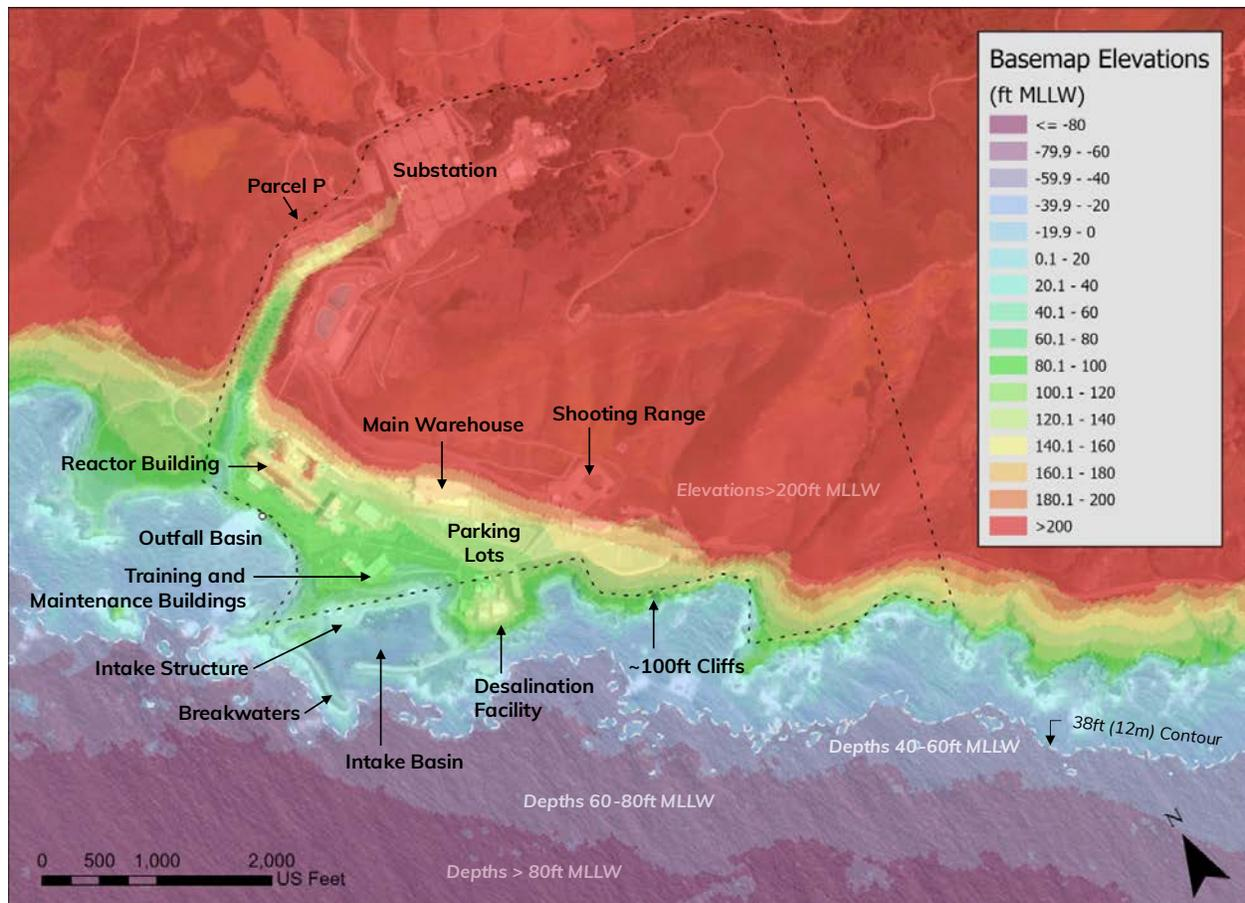 Basemap Elevations
(ft MLLW)
<= -80
-79.9 - -60
-59.9 - -40
-39.9 - -20
-19.9 - 0
0.1 - 20
20.1 - 40
40.1 - 60
60.1 - 80
80.1 - 100
100.1 - 120
120.1 - 140
140.1 - 160
160.1 - 180
180.1 - 200
>200
Substation
Parcel P
Main Warehouse
Shooting Range
Reactor Building
Elevations>200ft MLLW
Parking
Lots
Outfall Basin
Training and
Maintenance Buildings
Intake Structure
~100ft Cliffs
Desalination
Facility
Breakwaters
Intake Basin
38ft (12m) Contour
Depths 40-60ft MLLW
Depths 60-80ft MLLW
Depths > 80ft MLLW
0 500 1,000 2,000
US Feet
N